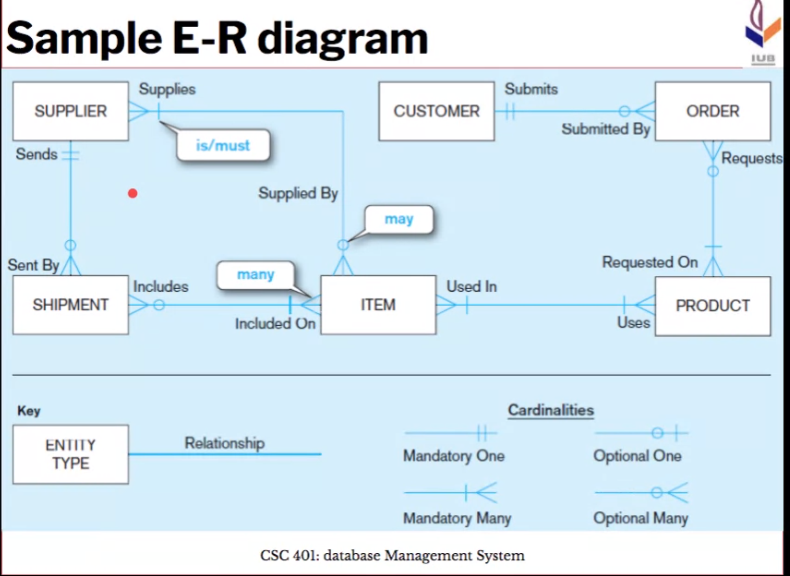 Sample E-R diagram
IUB
Supplies
Submits
SUPPLIER
CUSTOMER
ORDER
Submitted By
is/must
Sends
Requests
Supplied By
may
Sent By
Requested On
many
Includes
Used In
SHIPMENT
ITEM
PRODUCT
Included On
Uses
Key
Cardinalities
ENTITY
TYPE
Relationship
Mandatory One
Optional One
Mandatory Many
Optional Many
CSC 401: database Management System